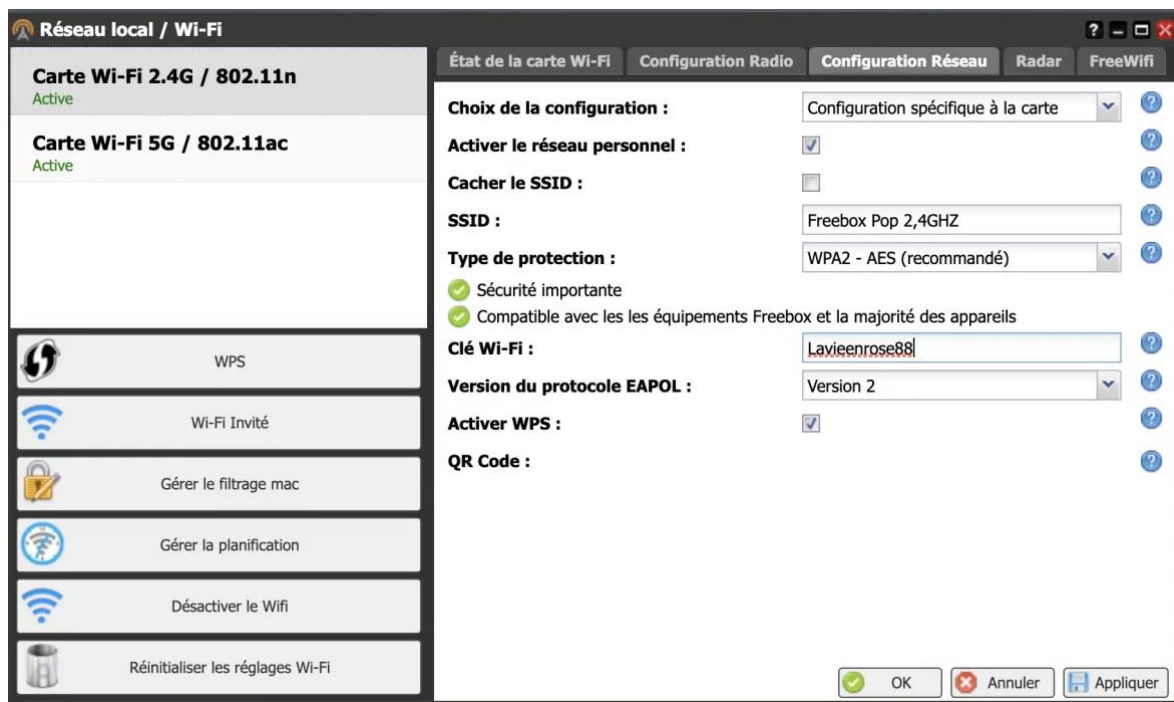 Réseau local / Wi-Fi
Carte Wi-Fi 2.4G / 802.11n
Active
Carte Wi-Fi 5G / 802.11ac
Active
WPS
Wi-Fi Invité
Gérer le filtrage mac
Gérer la planification
Désactiver le Wifi
Réinitialiser les réglages Wi-Fi
État de la carte Wi-Fi Configuration Radio Configuration Réseau Radar FreeWifi
Choix de la configuration : Configuration spécifique à la carte
Activer le réseau personnel :
Cacher le SSID :
SSID : Freebox Pop 2,4GHZ
Type de protection : WPA2 - AES (recommandé)
Sécurité importante
Compatible avec les les équipements Freebox et la majorité des appareils
Clé Wi-Fi : Lavieenrose88
Version du protocole EAPOL : Version 2
Activer WPS :
QR Code :
OK Annuler Appliquer